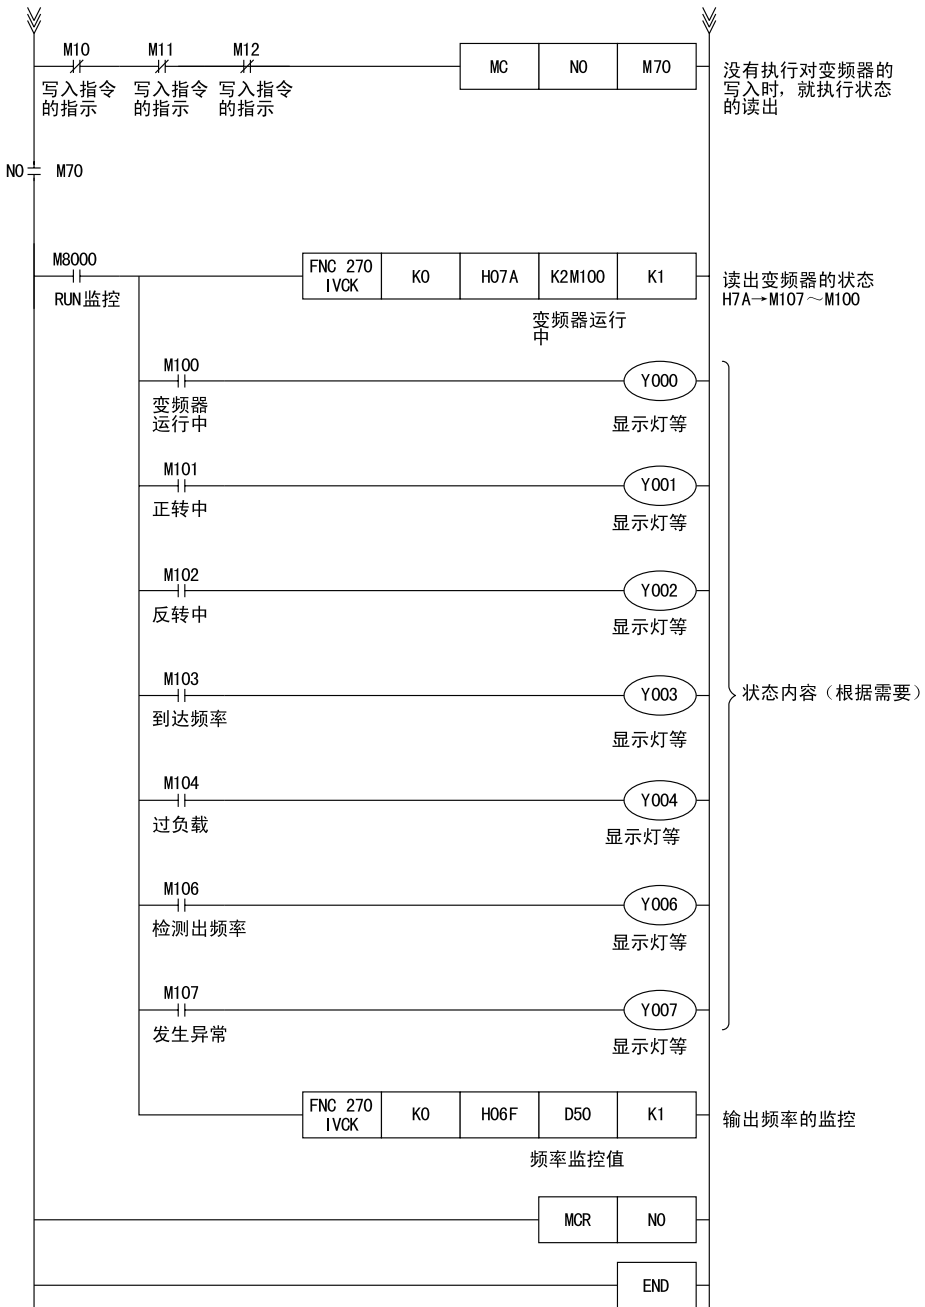 M10 M11 M12
MC N0 M70
写入指令 写入指令 写入指令
的指示 的指示 的指示
没有执行对变频器的
写入时，就执行状态
的读出
N0 M70
M8000
RUN监控
FNC 270 K0 H07A K2M100 K1
IVCK
变频器运行
中
读出变频器的状态
H7A→M107～M100
M100
Y000
变频器
运行中
显示灯等
M101
Y001
正转中
显示灯等
M102
Y002
反转中
显示灯等
M103
Y003
到达频率
显示灯等
状态内容（根据需要）
M104
Y004
过负载
显示灯等
M106
Y006
检测出频率
显示灯等
M107
Y007
发生异常
显示灯等
FNC 270 K0 H06F D50 K1
IVCK
频率监控值
输出频率的监控
MCR N0
END